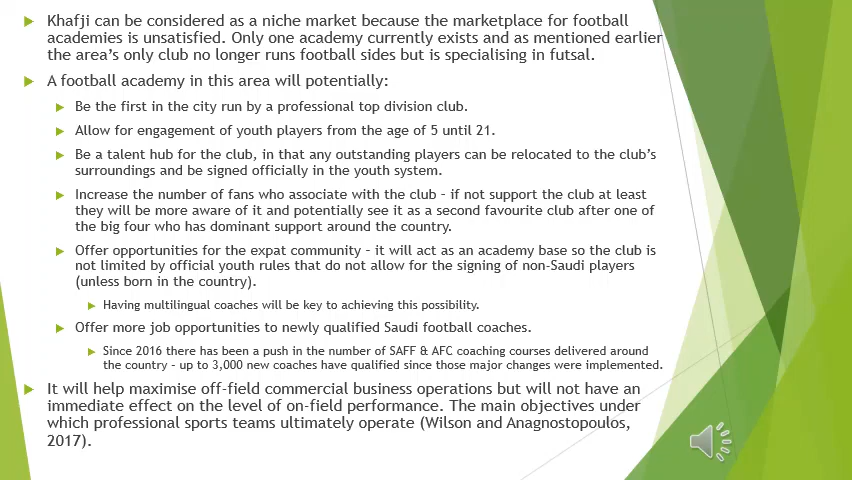 Khafji can be considered as a niche market because the marketplace for football
academies is unsatisfied. Only one academy currently exists and as mentioned earlier
the area's only club no longer runs football sides but is specialising in futsal.
A football academy in this area will potentially:
Be the first in the city run by a professional top division club.
Allow for engagement of youth players from the age of 5 until 21.
Be a talent hub for the club, in that any outstanding players can be relocated to the club's
surroundings and be signed officially in the youth system.
Increase the number of fans who associate with the club – if not support the club at least
they will be more aware of it and potentially see it as a second favourite club after one of
the big four who has dominant support around the country.
Offer opportunities for the expat community – it will act as an academy base so the club is
not limited by official youth rules that do not allow for the signing of non-Saudi players
(unless born in the country).
Having multilingual coaches will be key to achieving this possibility.
Offer more job opportunities to newly qualified Saudi football coaches.
Since 2016 there has been a push in the number of SAFF & AFC coaching courses delivered around
the country – up to 3,000 new coaches have qualified since those major changes were implemented.
It will help maximise off-field commercial business operations but will not have an
immediate effect on the level of on-field performance. The main objectives under
which professional sports teams ultimately operate (Wilson and Anagnostopoulos,
2017).